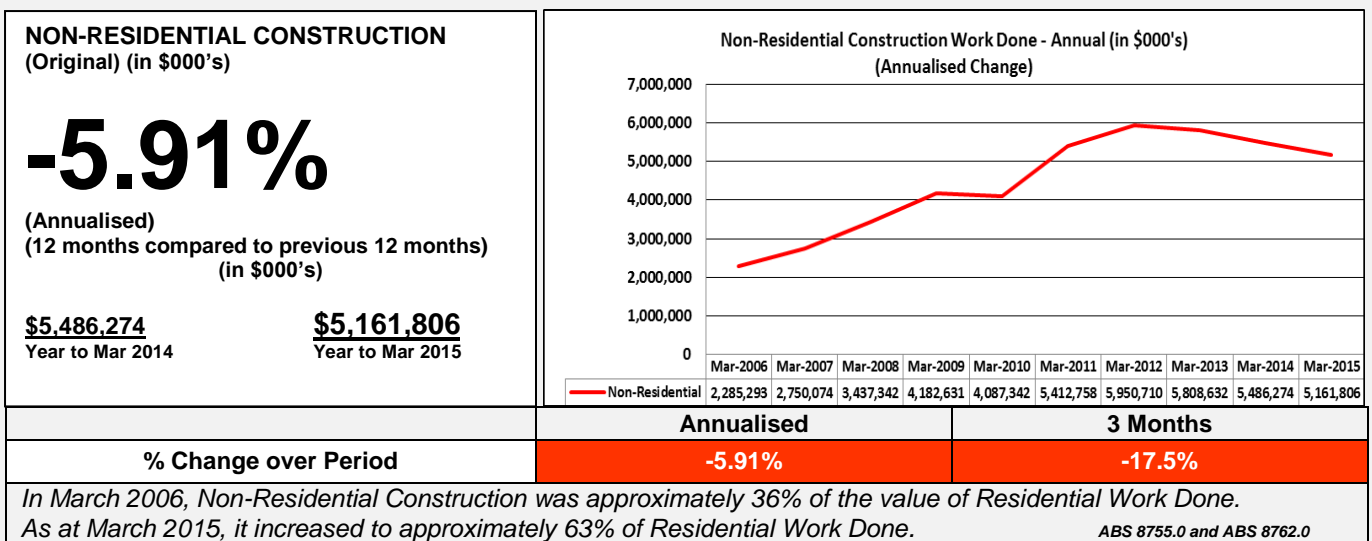 NON-RESIDENTIAL CONSTRUCTION
(Original) (in $000's)
-5.91%
(Annualised)
(12 months compared to previous 12 months)
(in $000's)
$5,486,274 $5,161,806
Year to Mar 2014 Year to Mar 2015
Non-Residential Construction Work Done - Annual (in $000's)
(Annualised Change)
7,000,000
6,000,000
5,000,000
4,000,000
3,000,000
2,000,000
1,000,000
0
Mar-2006 Mar-2007 Mar-2008 Mar-2009 Mar-2010 Mar-2011 Mar-2012 Mar-2013 Mar-2014 Mar-2015
Non-Residential 2,285,293 2,750,074 3,437,342 4,182,631 4,087,342 5,412,758 5,950,710 5,808,632 5,486,274 5,161,806
Annualised 3 Months
% Change over Period -5.91% -17.5%
In March 2006, Non-Residential Construction was approximately 36% of the value of Residential Work Done.
As at March 2015, it increased to approximately 63% of Residential Work Done. ABS 8755.0 and ABS 8762.0